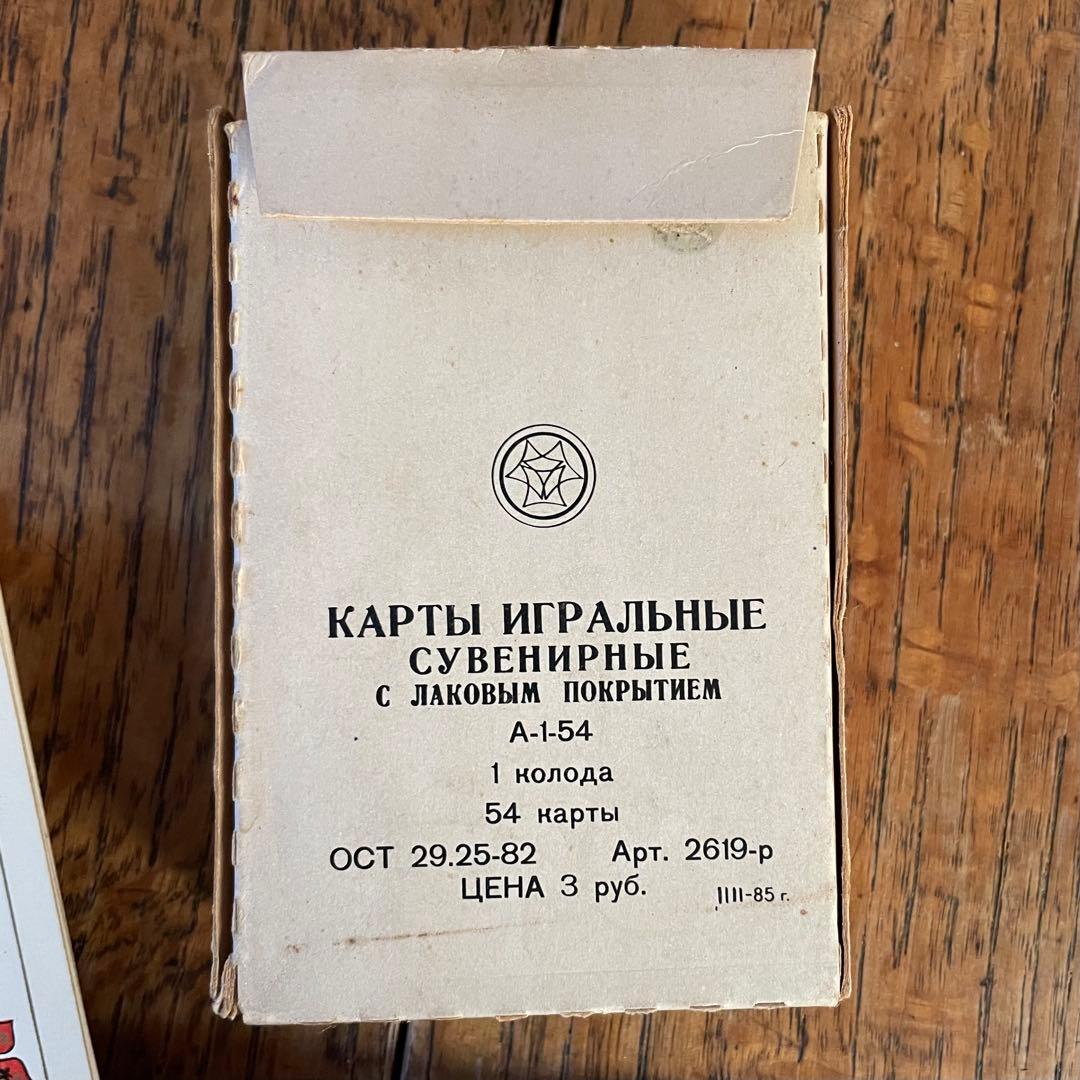 КАРТЫ ИГРАЛЬНЫЕ
СУВЕНИРНЫЕ
С ЛАКОВЫМ ПОКРЫТИЕМ
А-1-54
1 колода
54 карты
ОСТ 29.25-82 Арт. 2619-р
ЦЕНА 3 руб. -85 г.